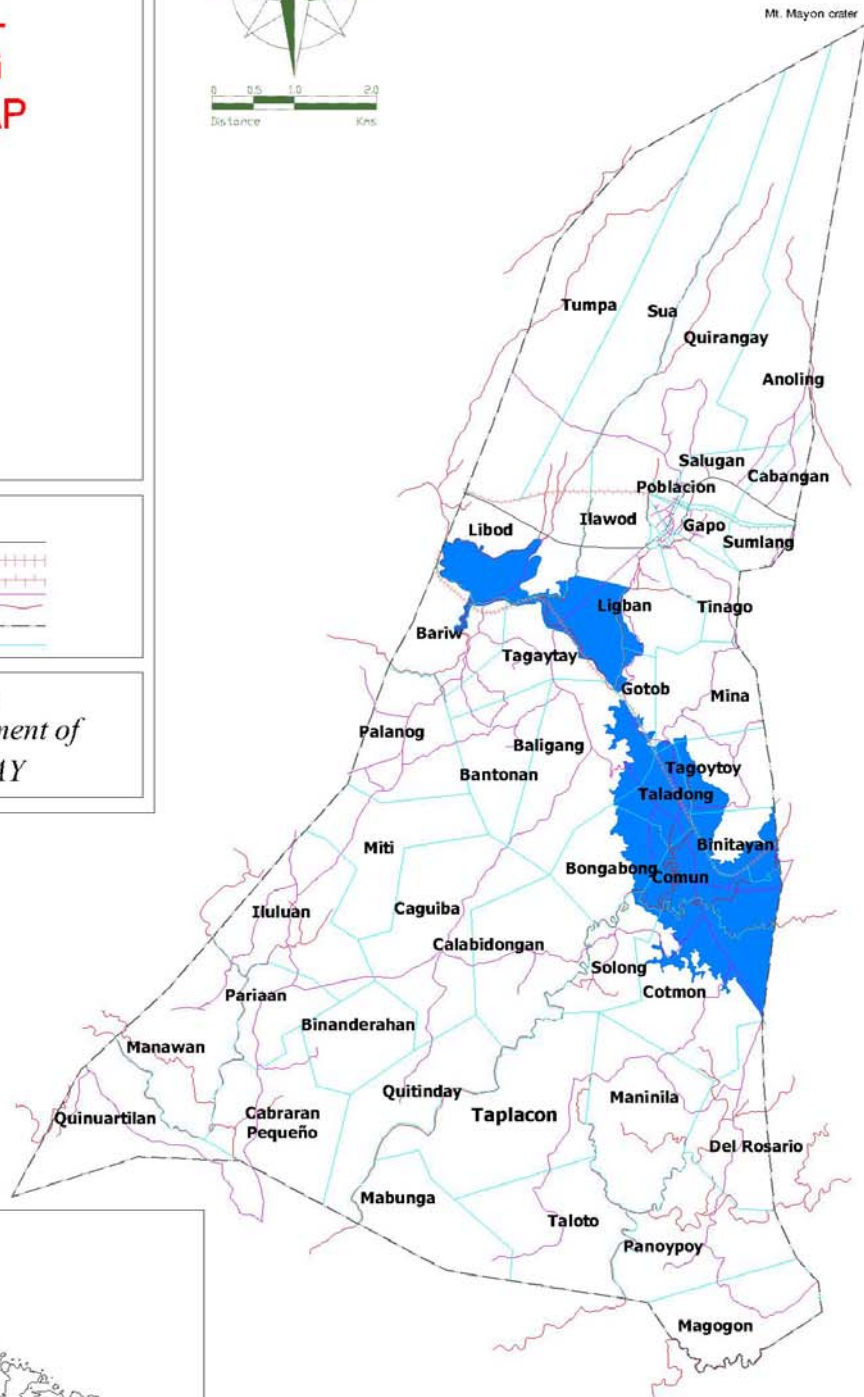 Mt. Mayon crater
AP
0 0.5 1.0 2.0
Distance Kms
Tumpa
Sua
Quirangay
Anoling
Salugan
Cabangan
Poblacion
Libod
Ilawod
Gapo
Sumlang
Ligban
Tinago
Bariw
Tagaytay
Gotob
Mina
ment of
AY
Palanog
Baligang
Bantonan
Tagoytoy
Taladong
Binitayan
Miti
Bongabong
Comun
Iluluan
Caguiba
Calabidongan
Solong
Cotmon
Pariaan
Binanderahan
Manawan
Quitinday
Maninila
Quinuartilan
Cabraran
Pequeño
Taplacon
Del Rosario
Mabunga
Taloto
Panoypoy
Magogon